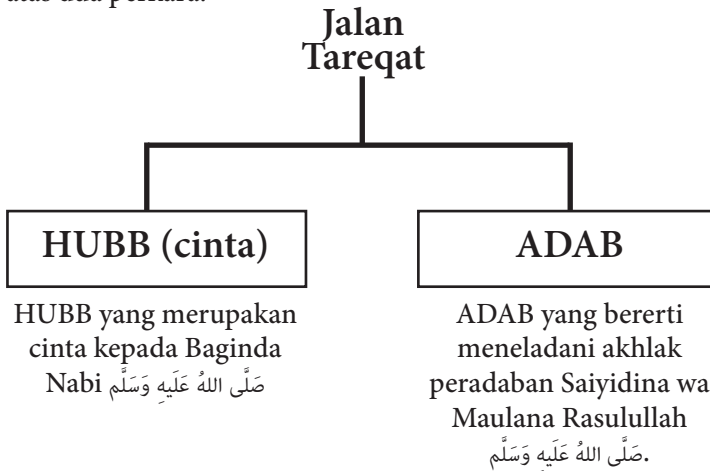 atas dua perkara.
Jalan
Tareqat
HUBB (cinta)
HUBB yang merupakan
cinta kepada Baginda
Nabi صَلَّى اللهُ عَلَيهِ وَسَلَّم
ADAB
ADAB yang bererti
meneladani akhlak
peradaban Saiyidina wa
Maulana Rasulullah
صَلَّى اللهُ عَلَيهِ وَسَلَّم.